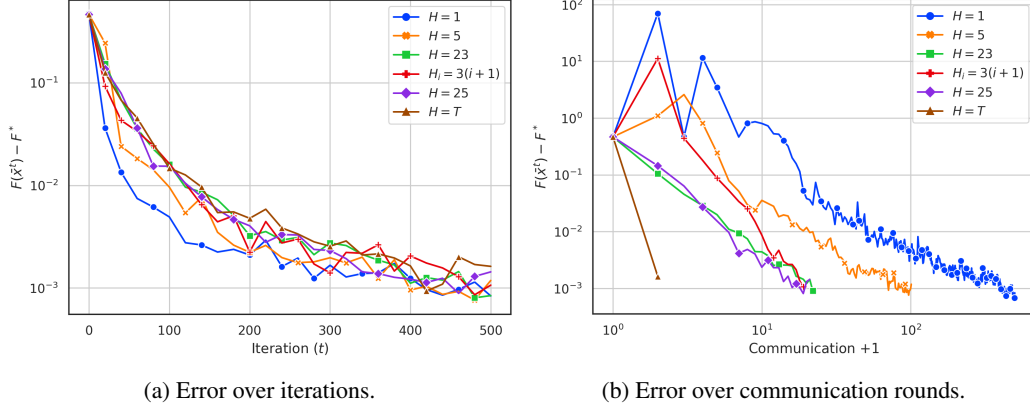 H = 1
H = 5
H = 23
H_i = 3(i + 1)
H = 25
H = T
10^{-1}
10^{-2}
10^{-3}
F(x̄^t) − F^*
0 100 200 300 400 500
Iteration (t)
(a) Error over iterations.
H = 1
H = 5
H = 23
H_i = 3(i + 1)
H = 25
H = T
10^2
10^1
10^0
10^{-1}
10^{-2}
10^{-3}
F(x̄^t) − F^*
10^0 10^1 10^2
Communication +1
(b) Error over communication rounds.